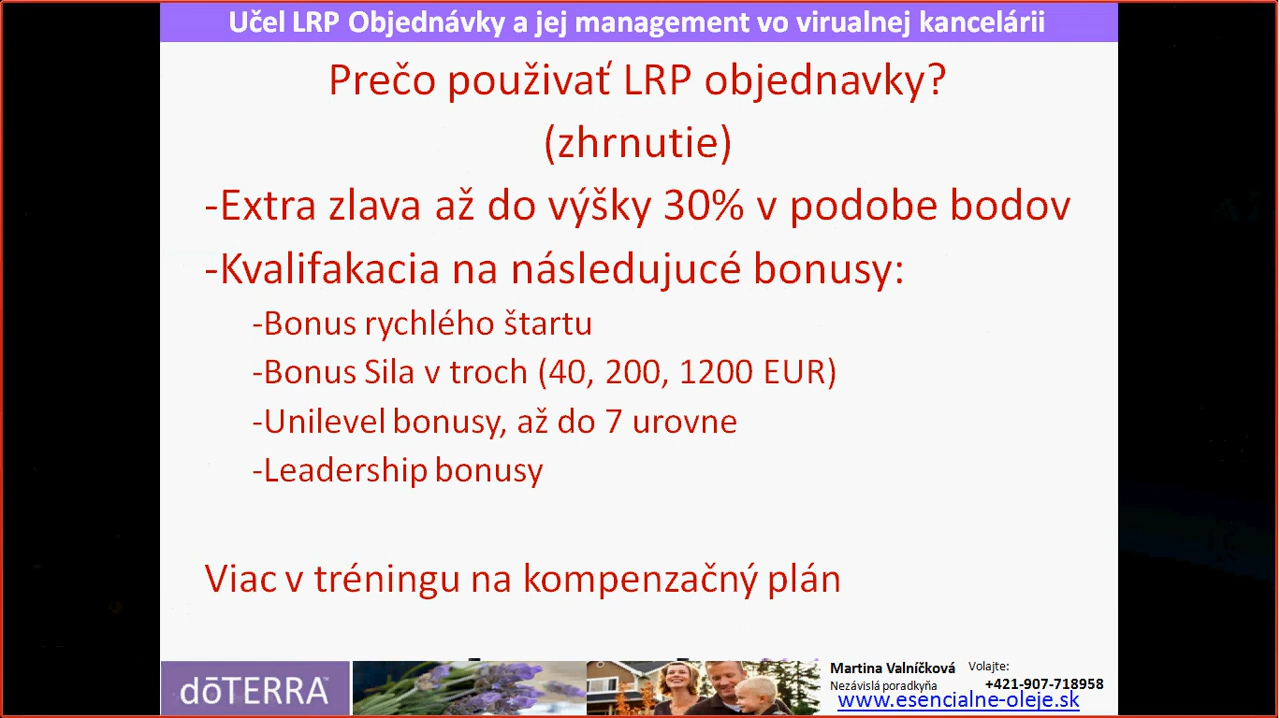 Učel LRP Objednávky a jej management vo virualnej kancelárii
Prečo použivať LRP objednavky?
(zhrnutie)
-Extra zlava až do výšky 30% v podobe bodov
-Kvalifakacia na následujucé bonusy:
-Bonus rychlého štartu
-Bonus Sila v troch (40, 200, 1200 EUR)
-Unilevel bonusy, až do 7 urovne
-Leadership bonusy
Viac v tréningu na kompenzačný plán
dōTERRA™
Martina Valníčková Volajte:
Nezávislá poradkyňa +421-907-718958
www.esencialne-oleje.sk